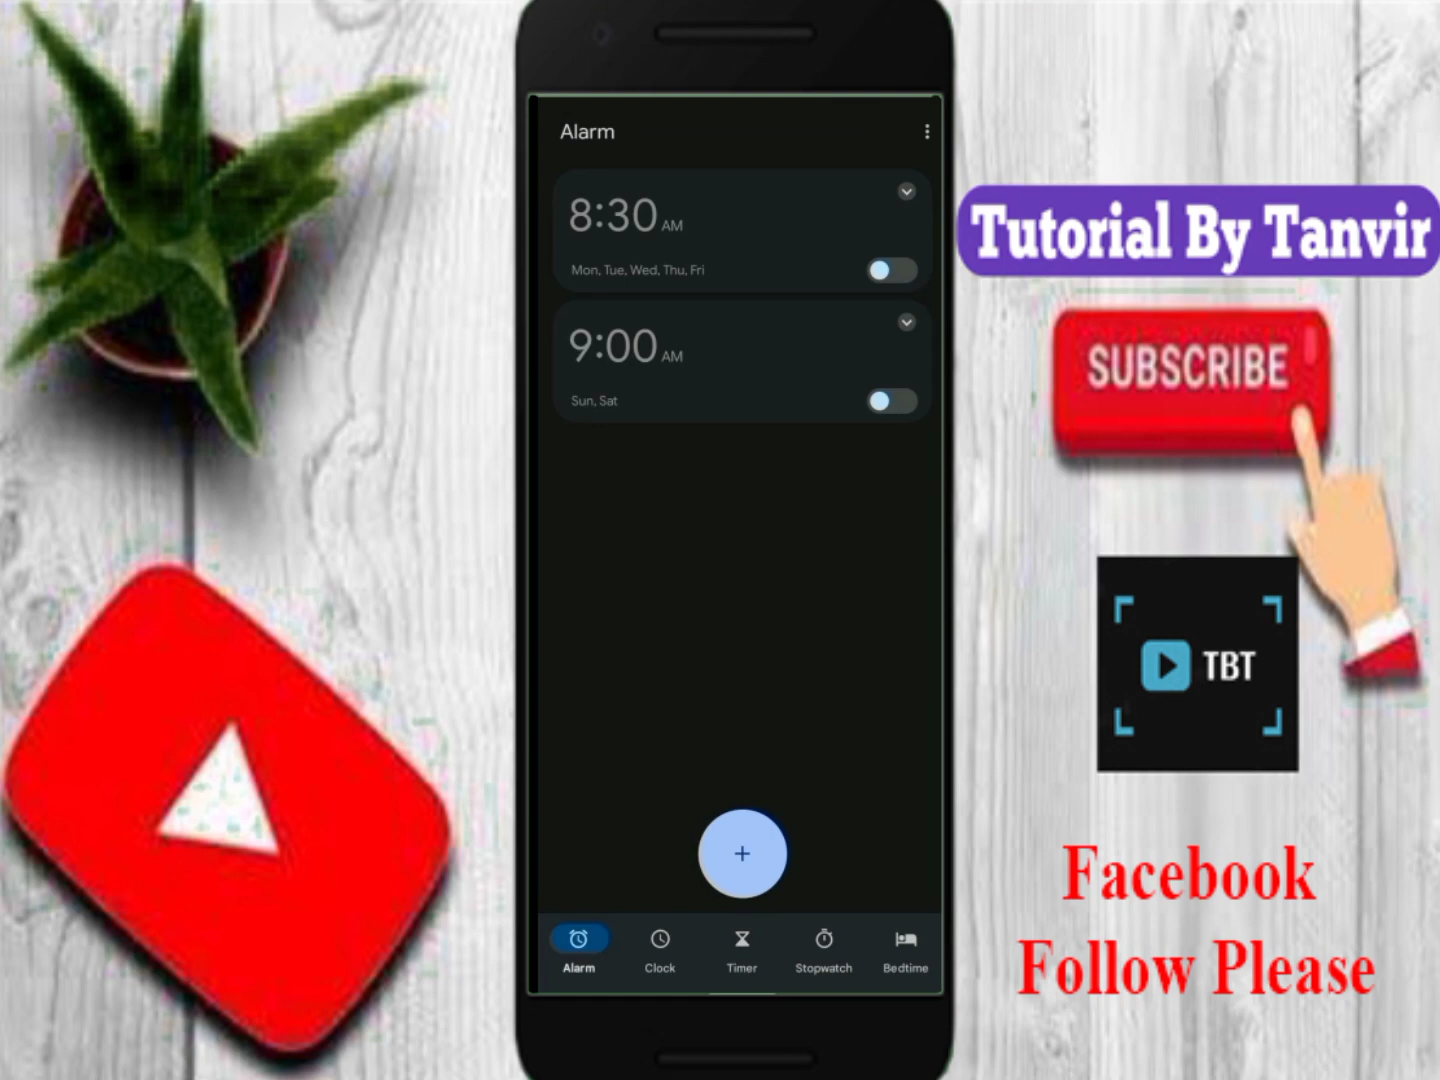 Alarm
8:30 AM
Mon, Tue, Wed, Thu, Fri
9:00 AM
Sun, Sat
+
Alarm
Clock
Timer
Stopwatch
Bedtime
Tutorial By Tanvir
SUBSCRIBE
TBT
Facebook
Follow Please